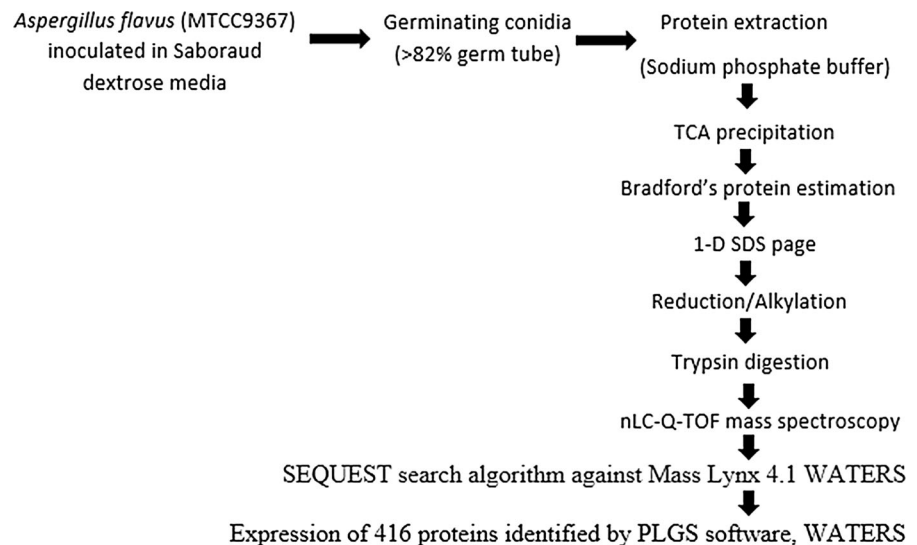 Aspergillus flavus (MTCC9367)
inoculated in Saboraud
dextrose media
Germinating conidia
(>82% germ tube)
Protein extraction
(Sodium phosphate buffer)
TCA precipitation
Bradford's protein estimation
1-D SDS page
Reduction/Alkylation
Trypsin digestion
nLC-Q-TOF mass spectroscopy
SEQUEST search algorithm against Mass Lynx 4.1 WATERS
Expression of 416 proteins identified by PLGS software, WATERS